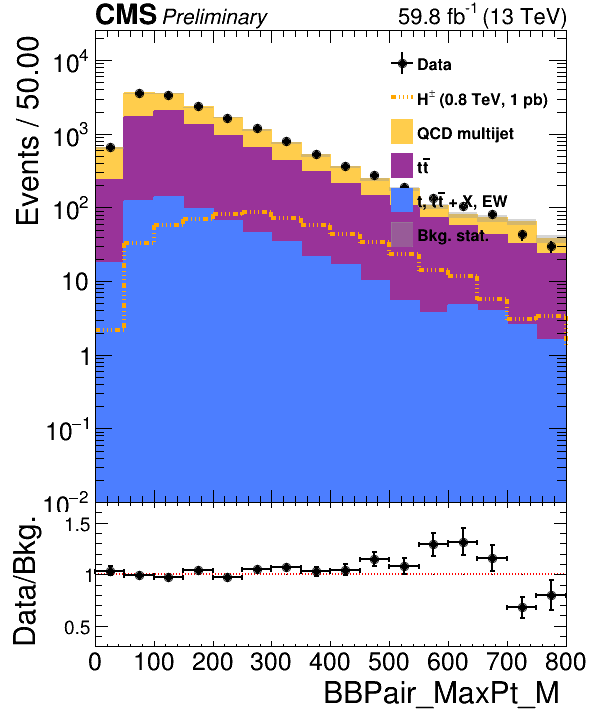 CMS Preliminary 59.8 fb⁻¹ (13 TeV)
Events / 50.00
10⁴
10³
10²
10
1
10⁻¹
10⁻²
Data
H± (0.8 TeV, 1 pb)
QCD multijet
tt̅
t, tt̅ + X, EW
Bkg. stat.
Data/Bkg.
1.5
1
0.5
0 100 200 300 400 500 600 700 800
BBPair_MaxPt_M